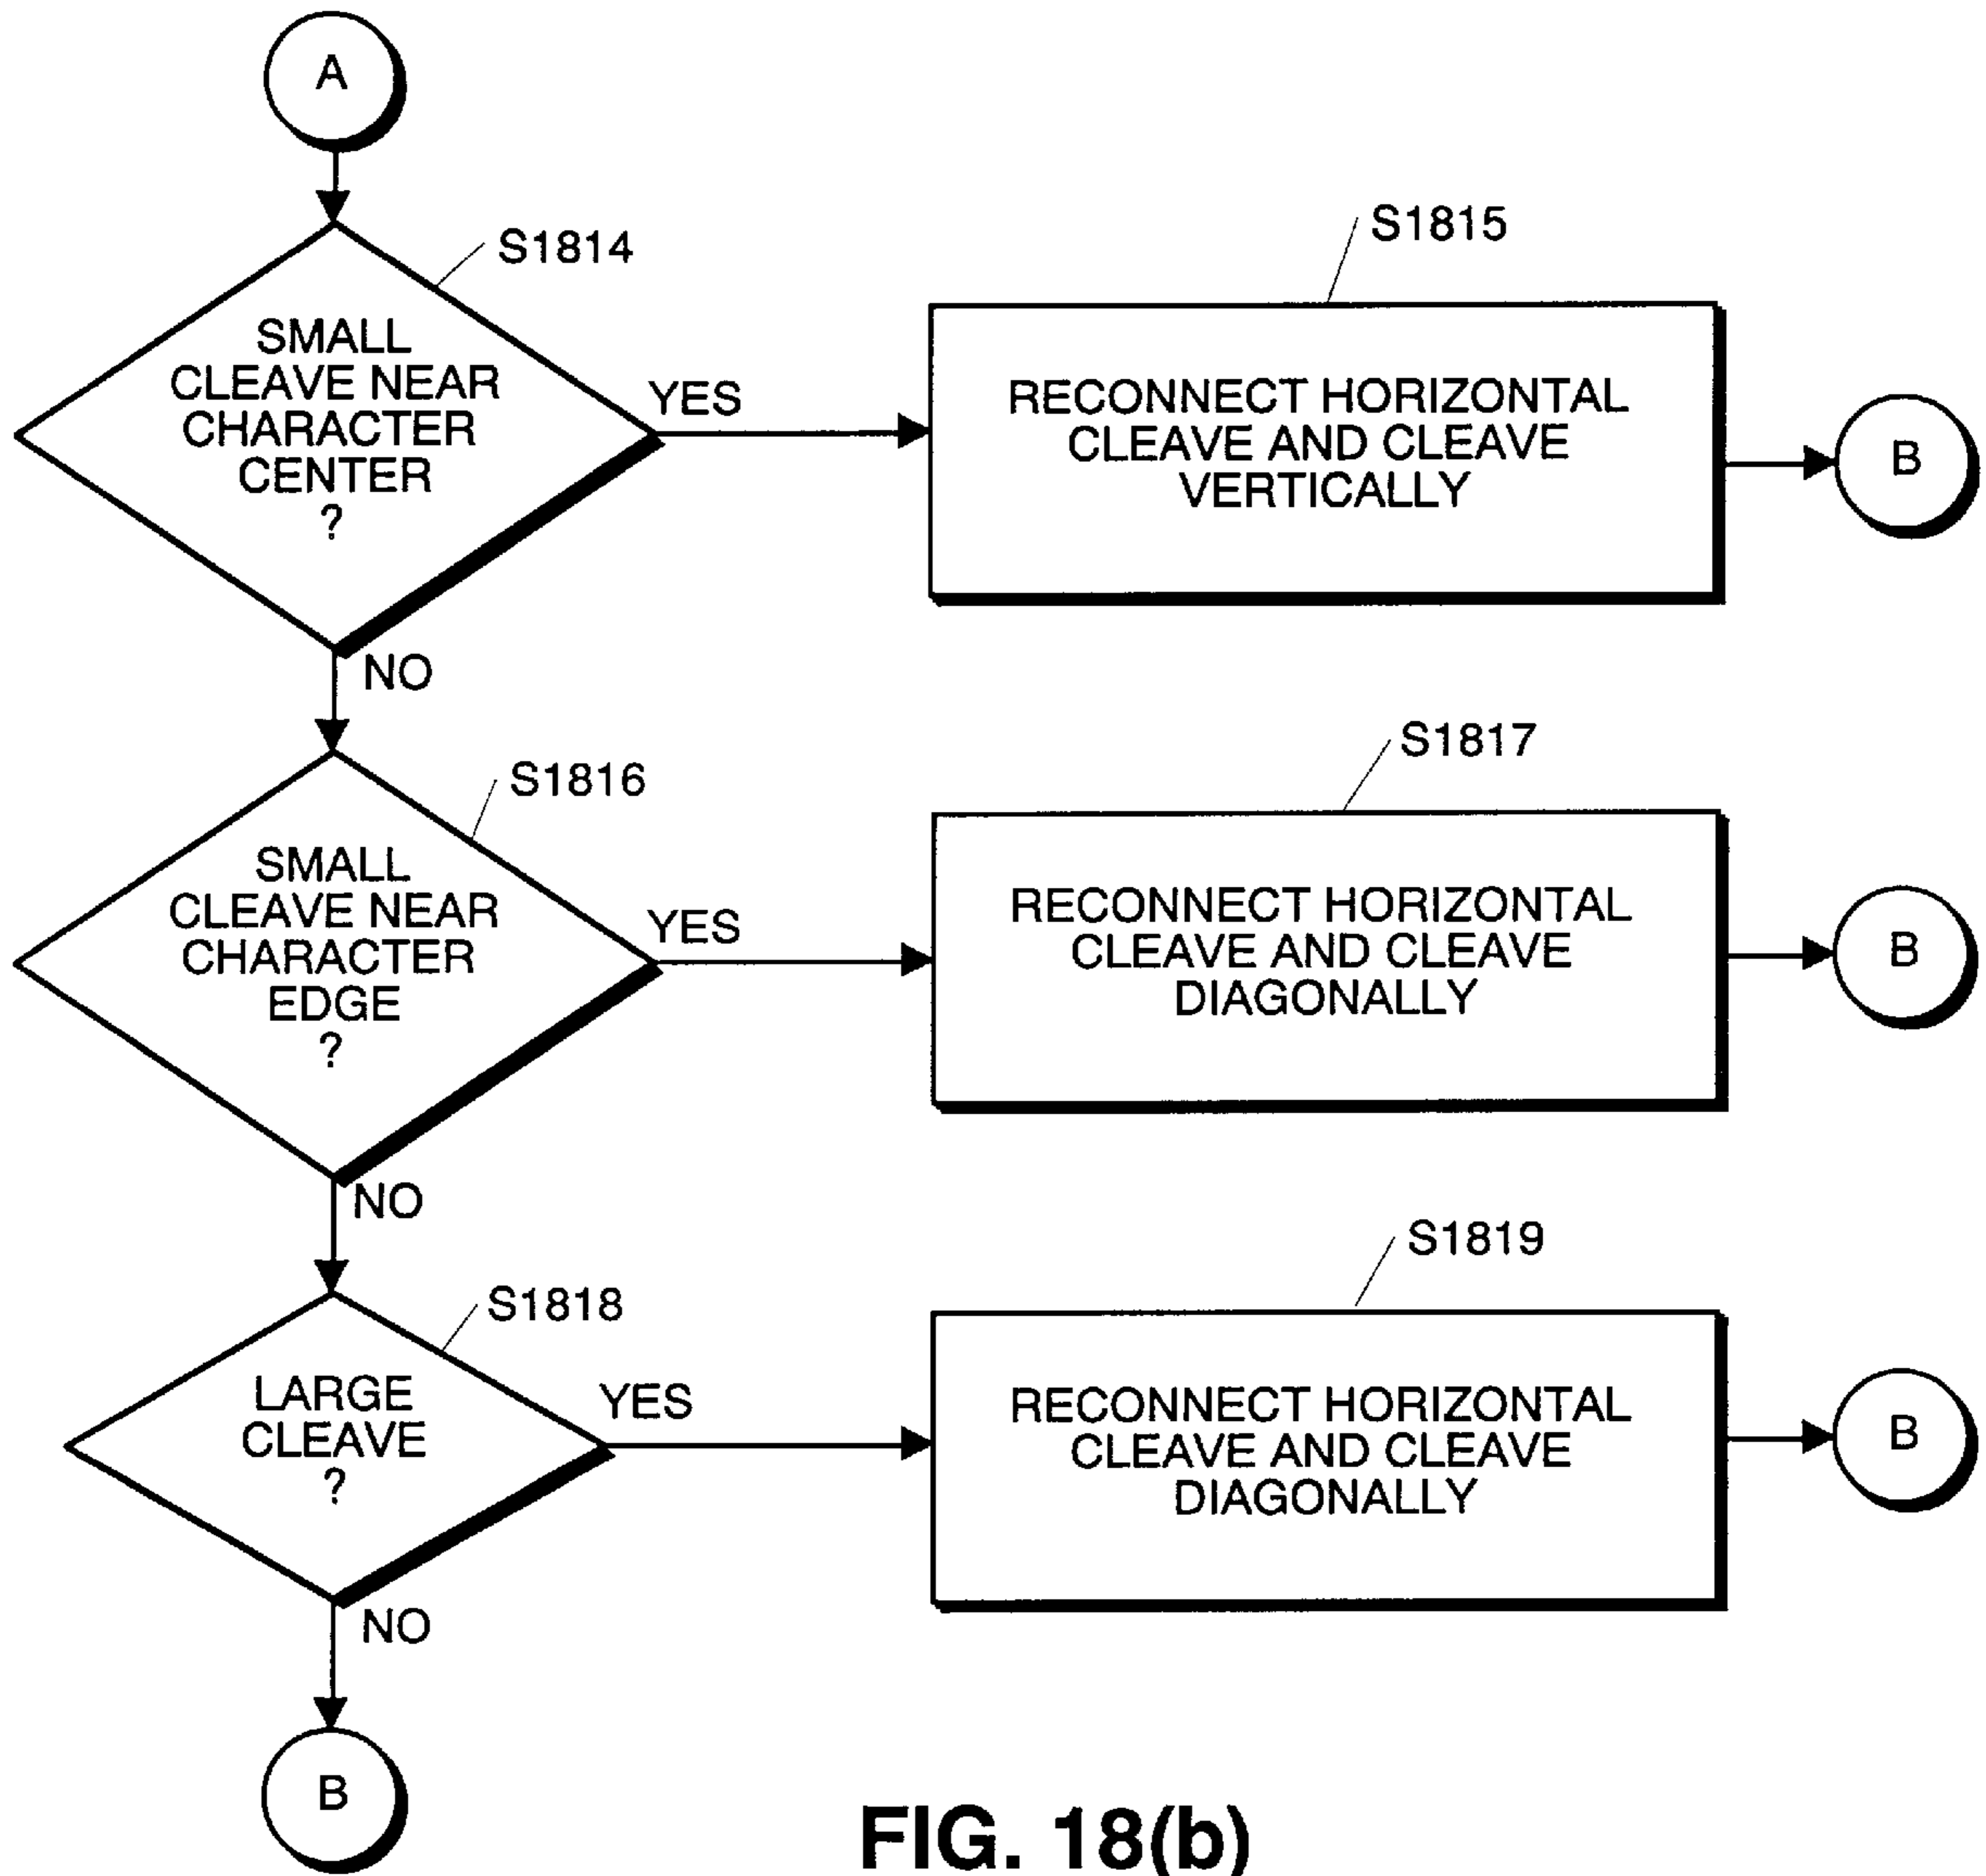 A
S1814
SMALL
CLEAVE NEAR
CHARACTER
CENTER
?
YES
NO
S1815
RECONNECT HORIZONTAL
CLEAVE AND CLEAVE
VERTICALLY
B
S1816
SMALL
CLEAVE NEAR
CHARACTER
EDGE
?
YES
NO
S1817
RECONNECT HORIZONTAL
CLEAVE AND CLEAVE
DIAGONALLY
B
S1818
LARGE
CLEAVE
?
YES
NO
S1819
RECONNECT HORIZONTAL
CLEAVE AND CLEAVE
DIAGONALLY
B
B
FIG. 18(b)